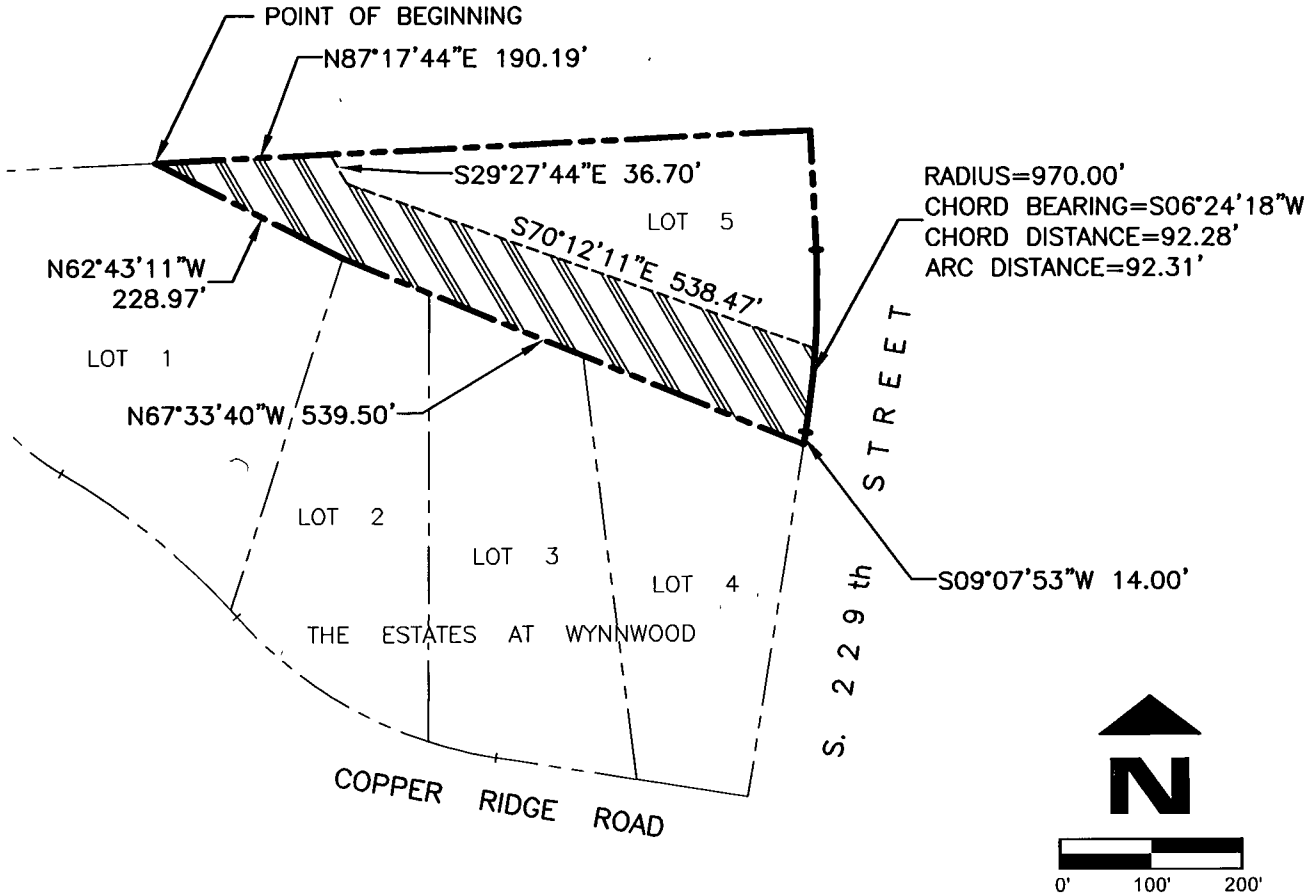 POINT OF BEGINNING
N87°17'44"E 190.19'
S29°27'44"E 36.70'
LOT 5
RADIUS=970.00'
CHORD BEARING=S06°24'18"W
CHORD DISTANCE=92.28'
ARC DISTANCE=92.31'
S70°12'11"E 538.47'
N62°43'11"W
228.97'
LOT 1
N67°33'40"W 539.50'
S. 229th STREET
LOT 2
LOT 3
LOT 4
S09°07'53"W 14.00'
THE ESTATES AT WYNNWOOD
COPPER RIDGE ROAD
N
0' 100' 200'